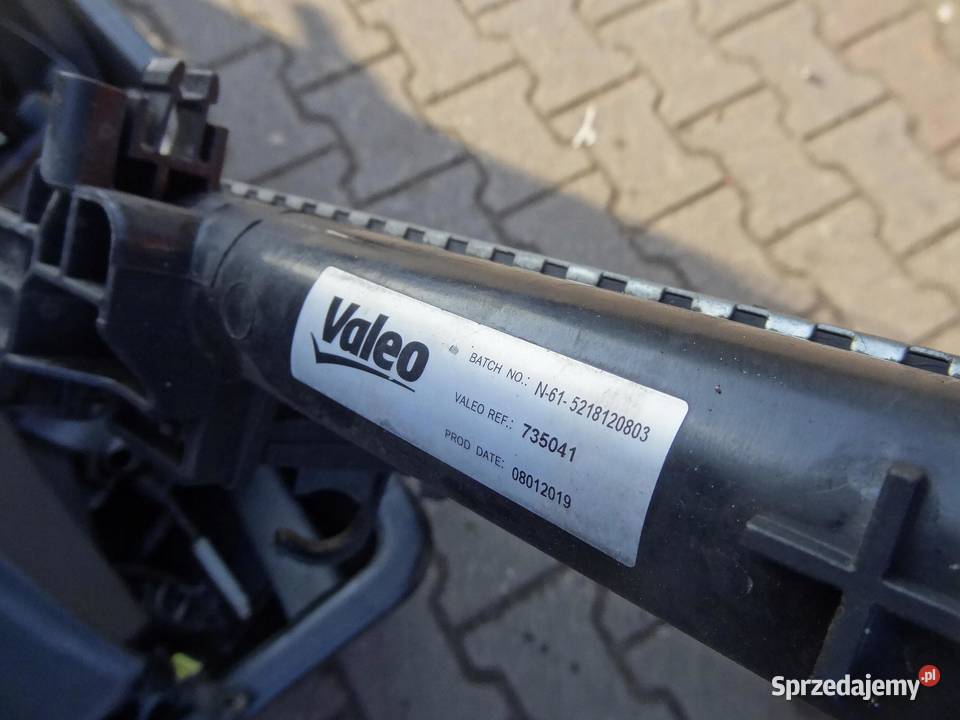 Valeo
BATCH NO.: N-61-5218120803
VALEO REF.: 735041
PROD DATE: 08012019
Sprzedajemy.pl